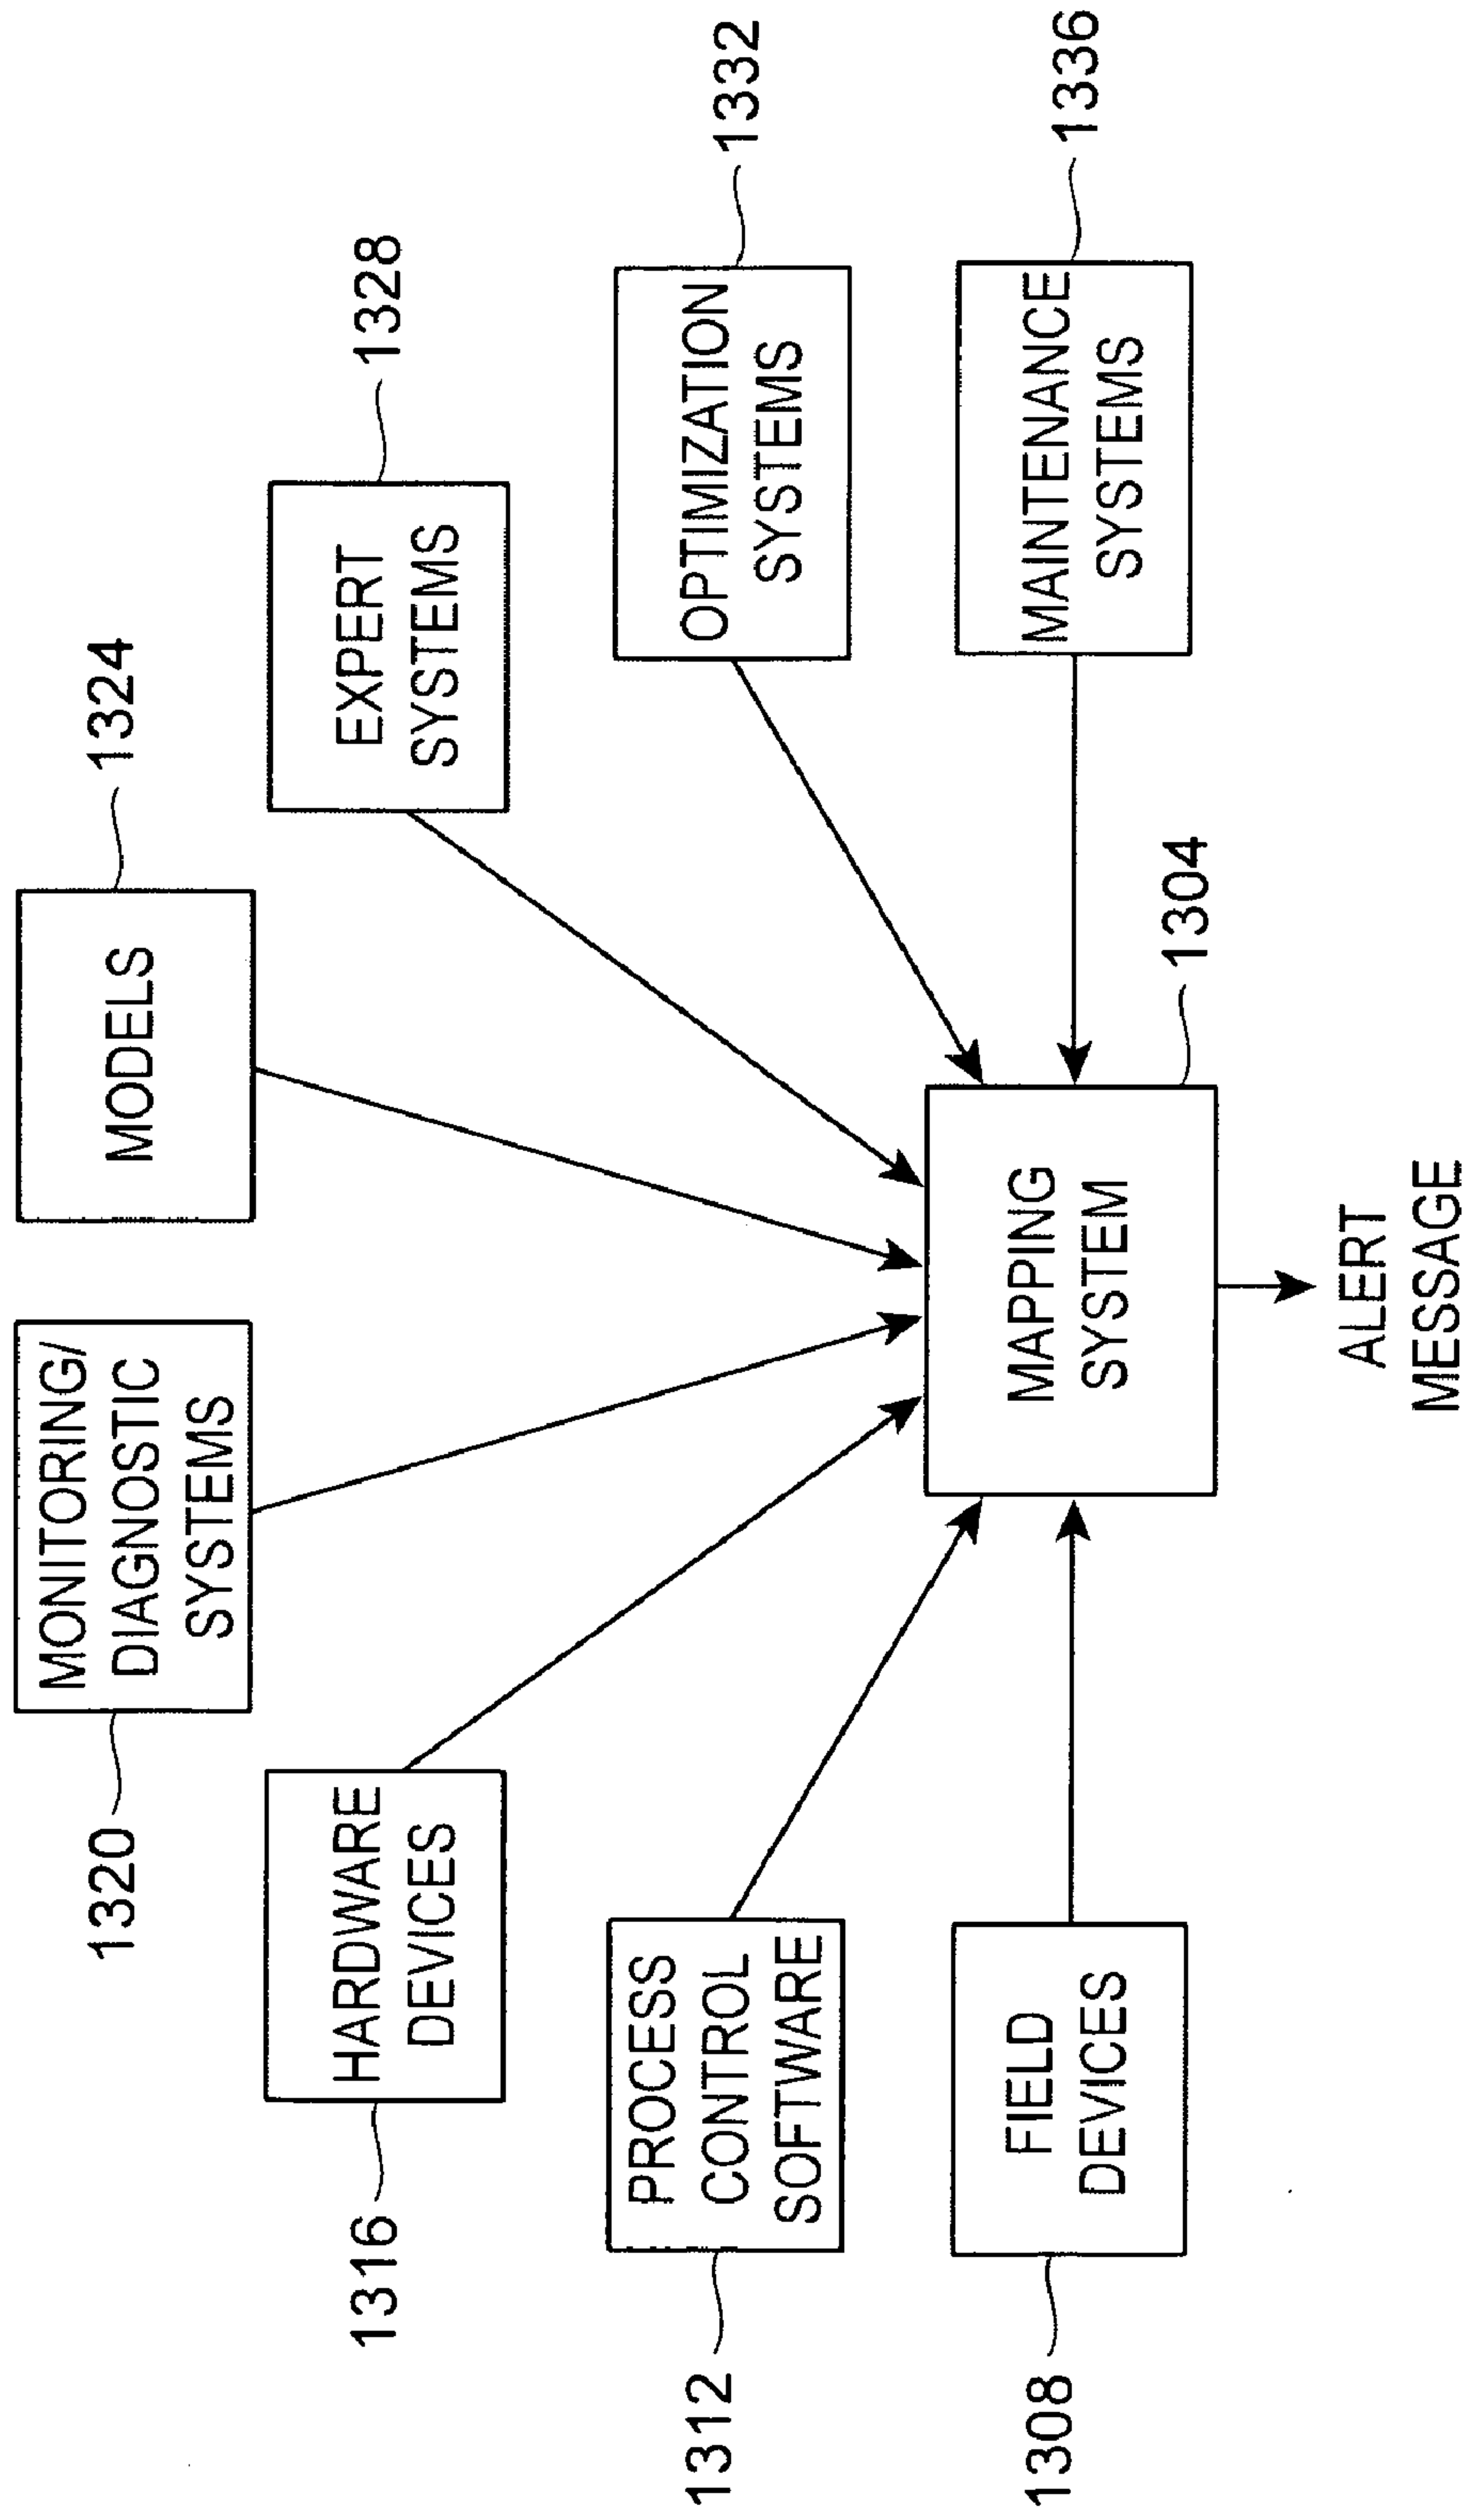 1320
MONITORING/
DIAGNOSTIC
SYSTEMS
MODELS
1324
1316
HARDWARE
DEVICES
EXPERT
SYSTEMS
1328
1312
PROCESS
CONTROL
SOFTWARE
OPTIMIZATION
SYSTEMS
1332
1308
FIELD
DEVICES
MAPPING
SYSTEM
1304
MAINTENANCE
SYSTEMS
1336
ALERT
MESSAGE